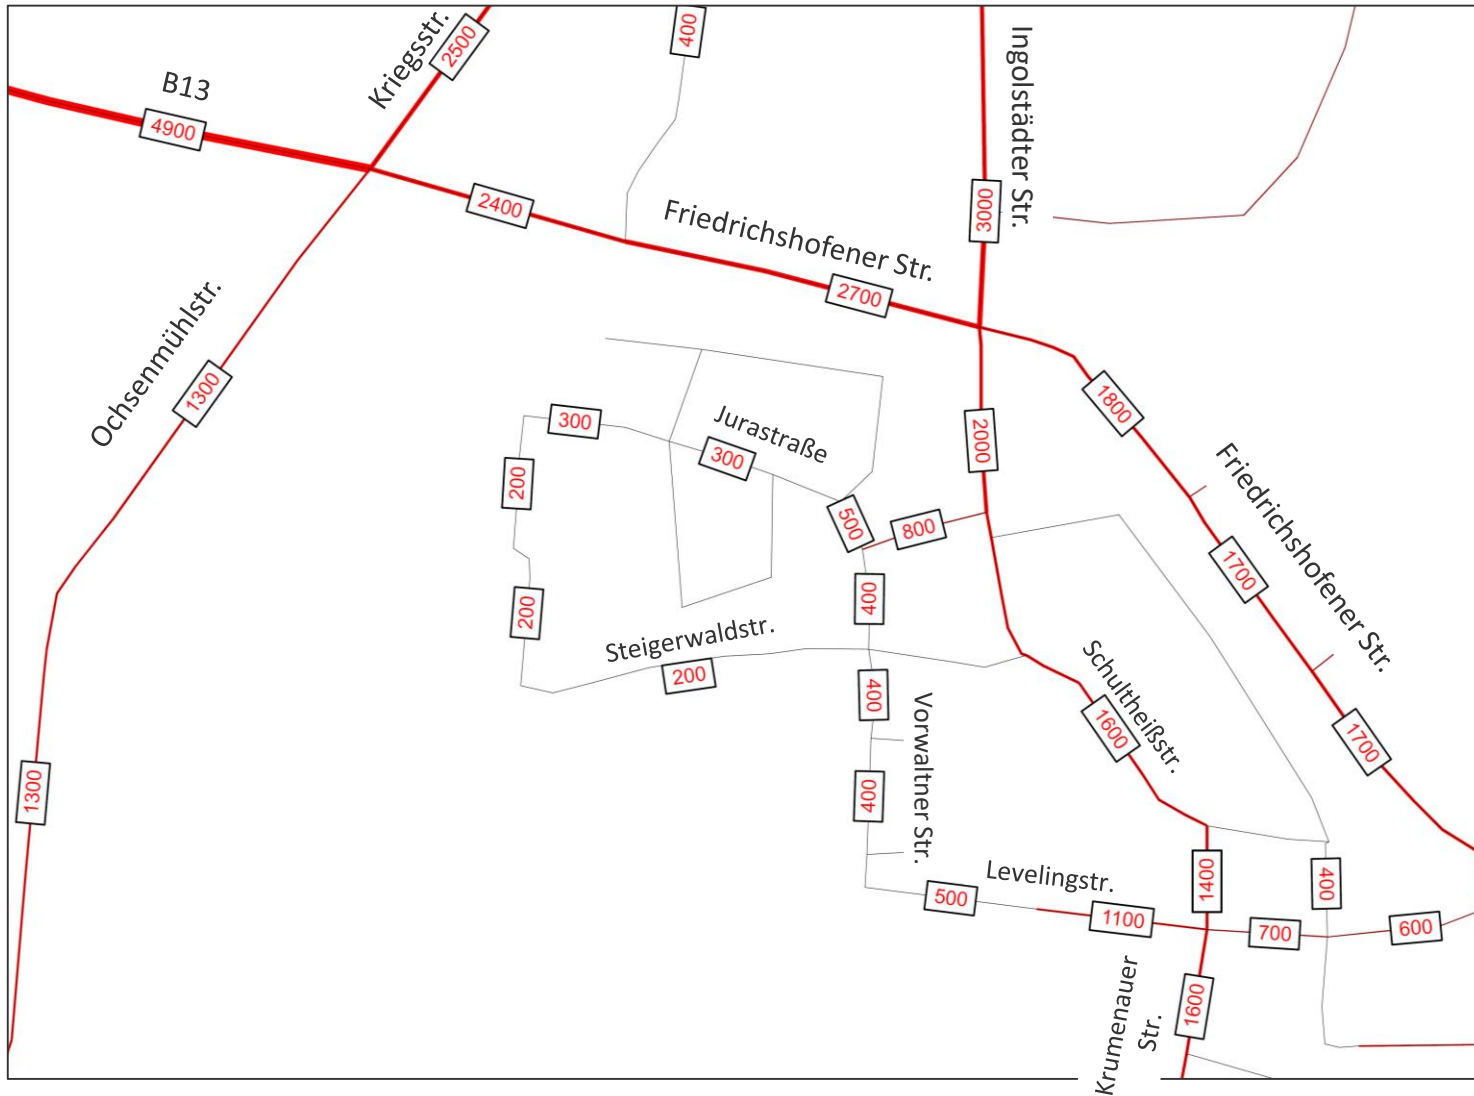 400
Kriegsstr.
2500
Ingolstädter Str.
B13
4900
2400
Friedrichshofener Str.
3000
2700
Ochsenmühlstr.
1300
1800
300
Jurastraße
300
2000
200
500
800
Friedrichshofener Str.
1700
400
200
Steigerwaldstr.
200
400
Schultheißstr.
1600
1700
Vorwaltner Str.
1300
400
Levelingstr.
500
1100
1400
400
700
600
Krumenauer
Str.
1600